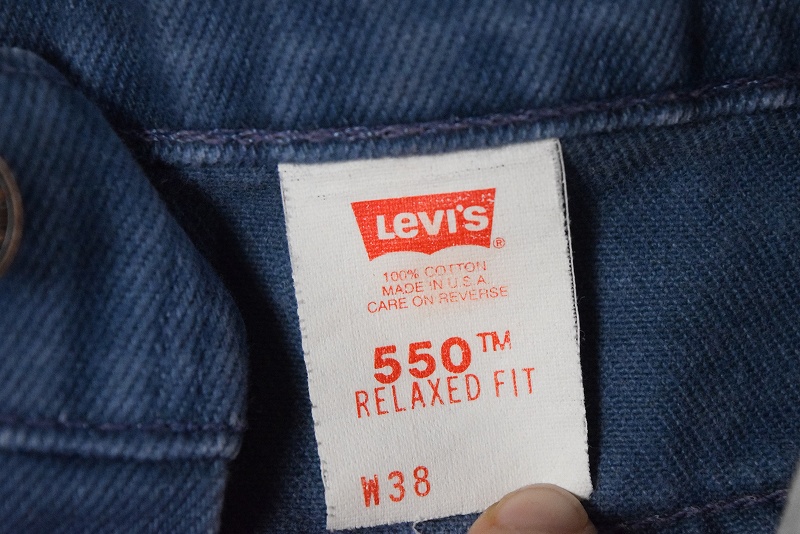 LEVI'S ®
100% COTTON
MADE IN U.S.A.
CARE ON REVERSE
550™
RELAXED FIT
W38